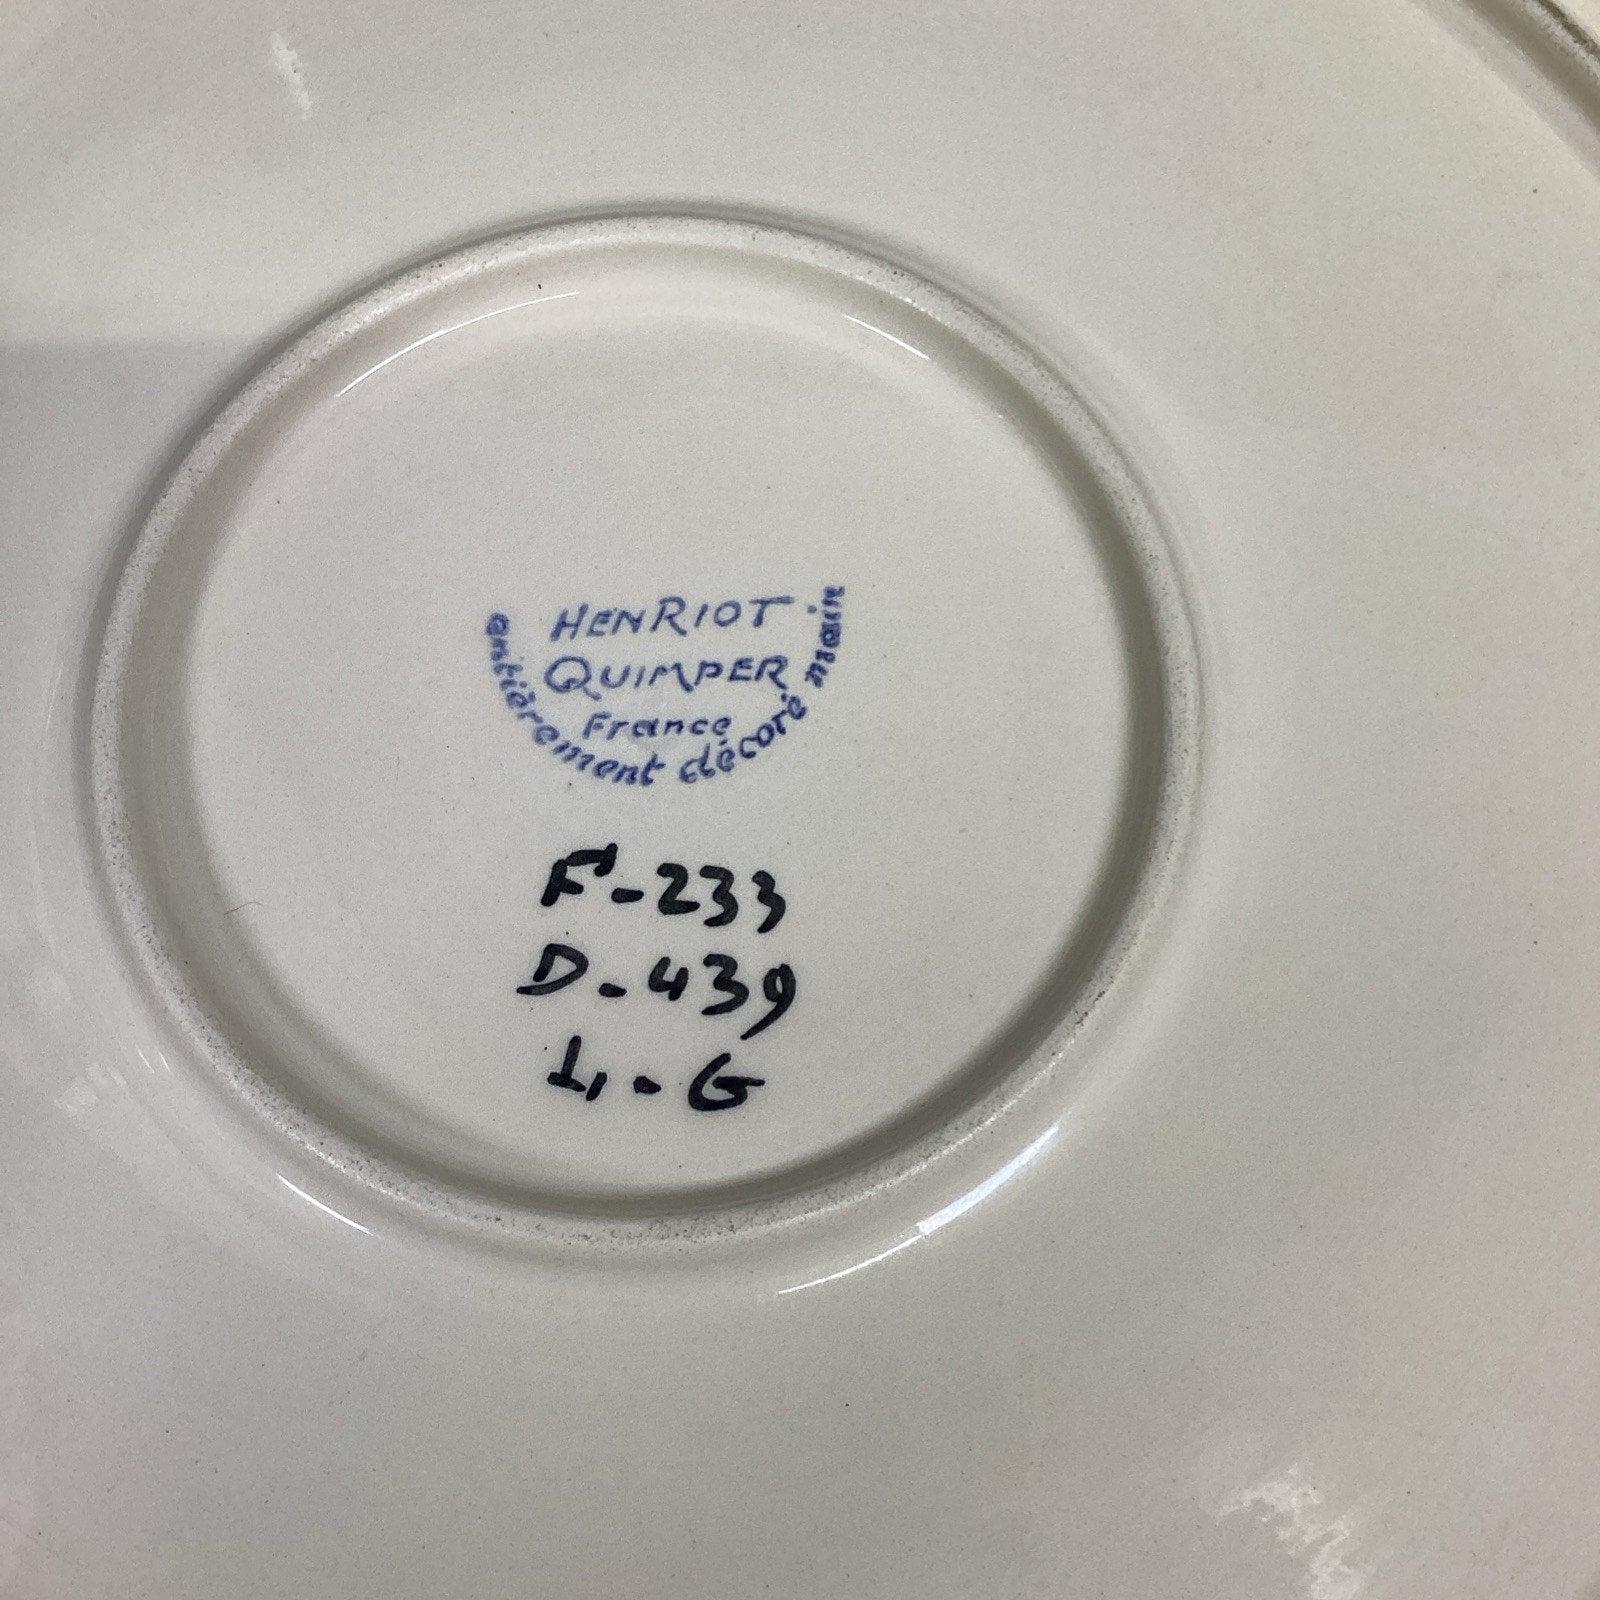 HENRIOT
QUIMPER
France
entièrement décoré main
F-233
D-439
L.G